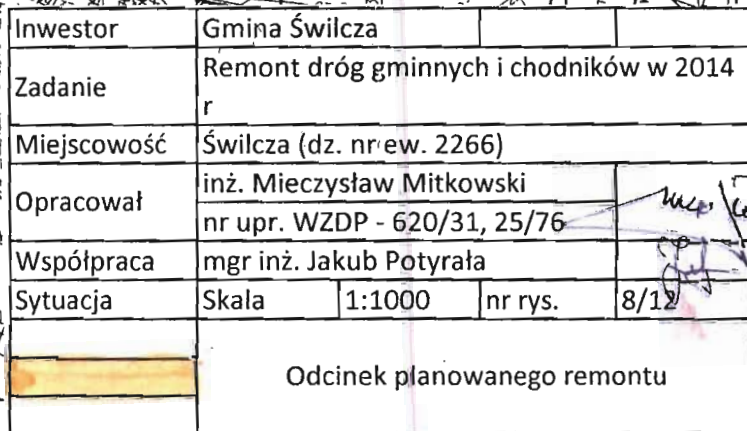 Inwestor Gmina Świlcza
Zadanie Remont dróg gminnych i chodników w 2014
r
Miejscowość Świlcza (dz. nr ew. 2266)
Opracował inż. Mieczysław Mitkowski
nr upr. WZDP - 620/31, 25/76
Współpraca mgr inż. Jakub Potyrała
Sytuacja Skala 1:1000 nr rys. 8/12
Odcinek planowanego remontu